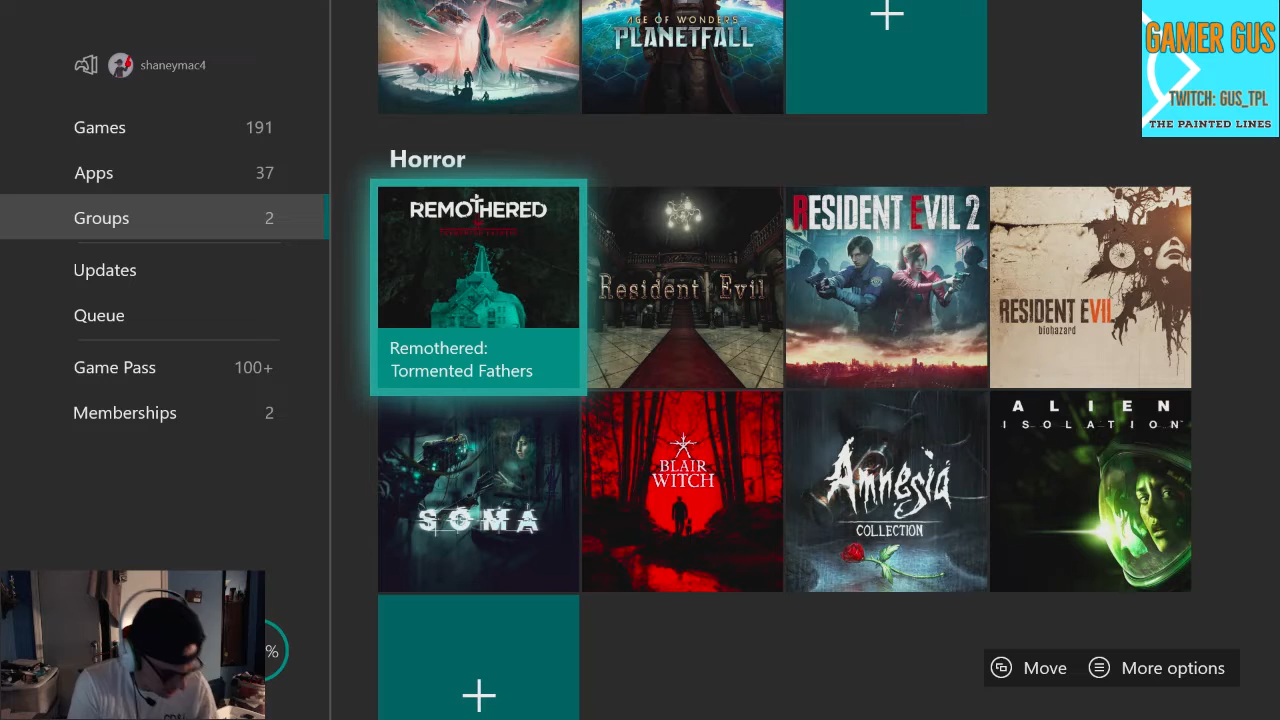 shaneymac4
Games 191
Apps 37
Groups 2
Updates
Queue
Game Pass 100+
Memberships 2
%
AGE OF WONDERS
PLANETFALL
GAMER GUS
TWITCH: GUS_TPL
THE PAINTED LINES
Horror
REMOTHERED
Remothered:
Tormented Fathers
Resident Evil
RESIDENT EVIL 2
RESIDENT EVIL
biohazard
SOMA
BLAIR
WITCH
Amnesia
COLLECTION
ALIEN
ISOLATION
Move
More options